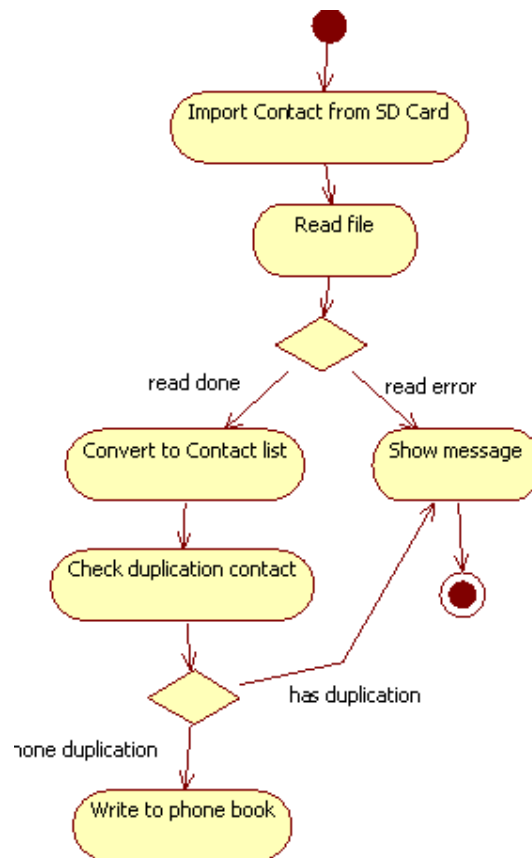 Import Contact from SD Card
Read file
read done
read error
Convert to Contact list
Show message
Check duplication contact
has duplication
none duplication
Write to phone book